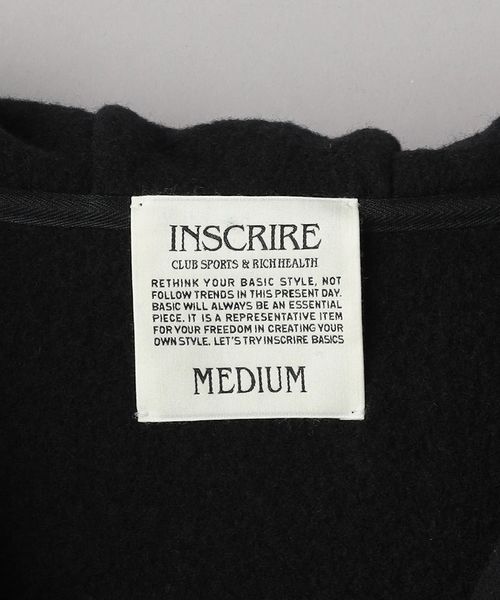 INSCRIRE
CLUB SPORTS & RICH HEALTH
RETHINK YOUR BASIC STYLE, NOT
FOLLOW TRENDS IN THIS PRESENT DAY.
BASIC WILL ALWAYS BE AN ESSENTIAL
PIECE. IT IS A REPRESENTATIVE ITEM
FOR YOUR FREEDOM IN CREATING YOUR
OWN STYLE. LET'S TRY INSCRIRE BASICS
MEDIUM